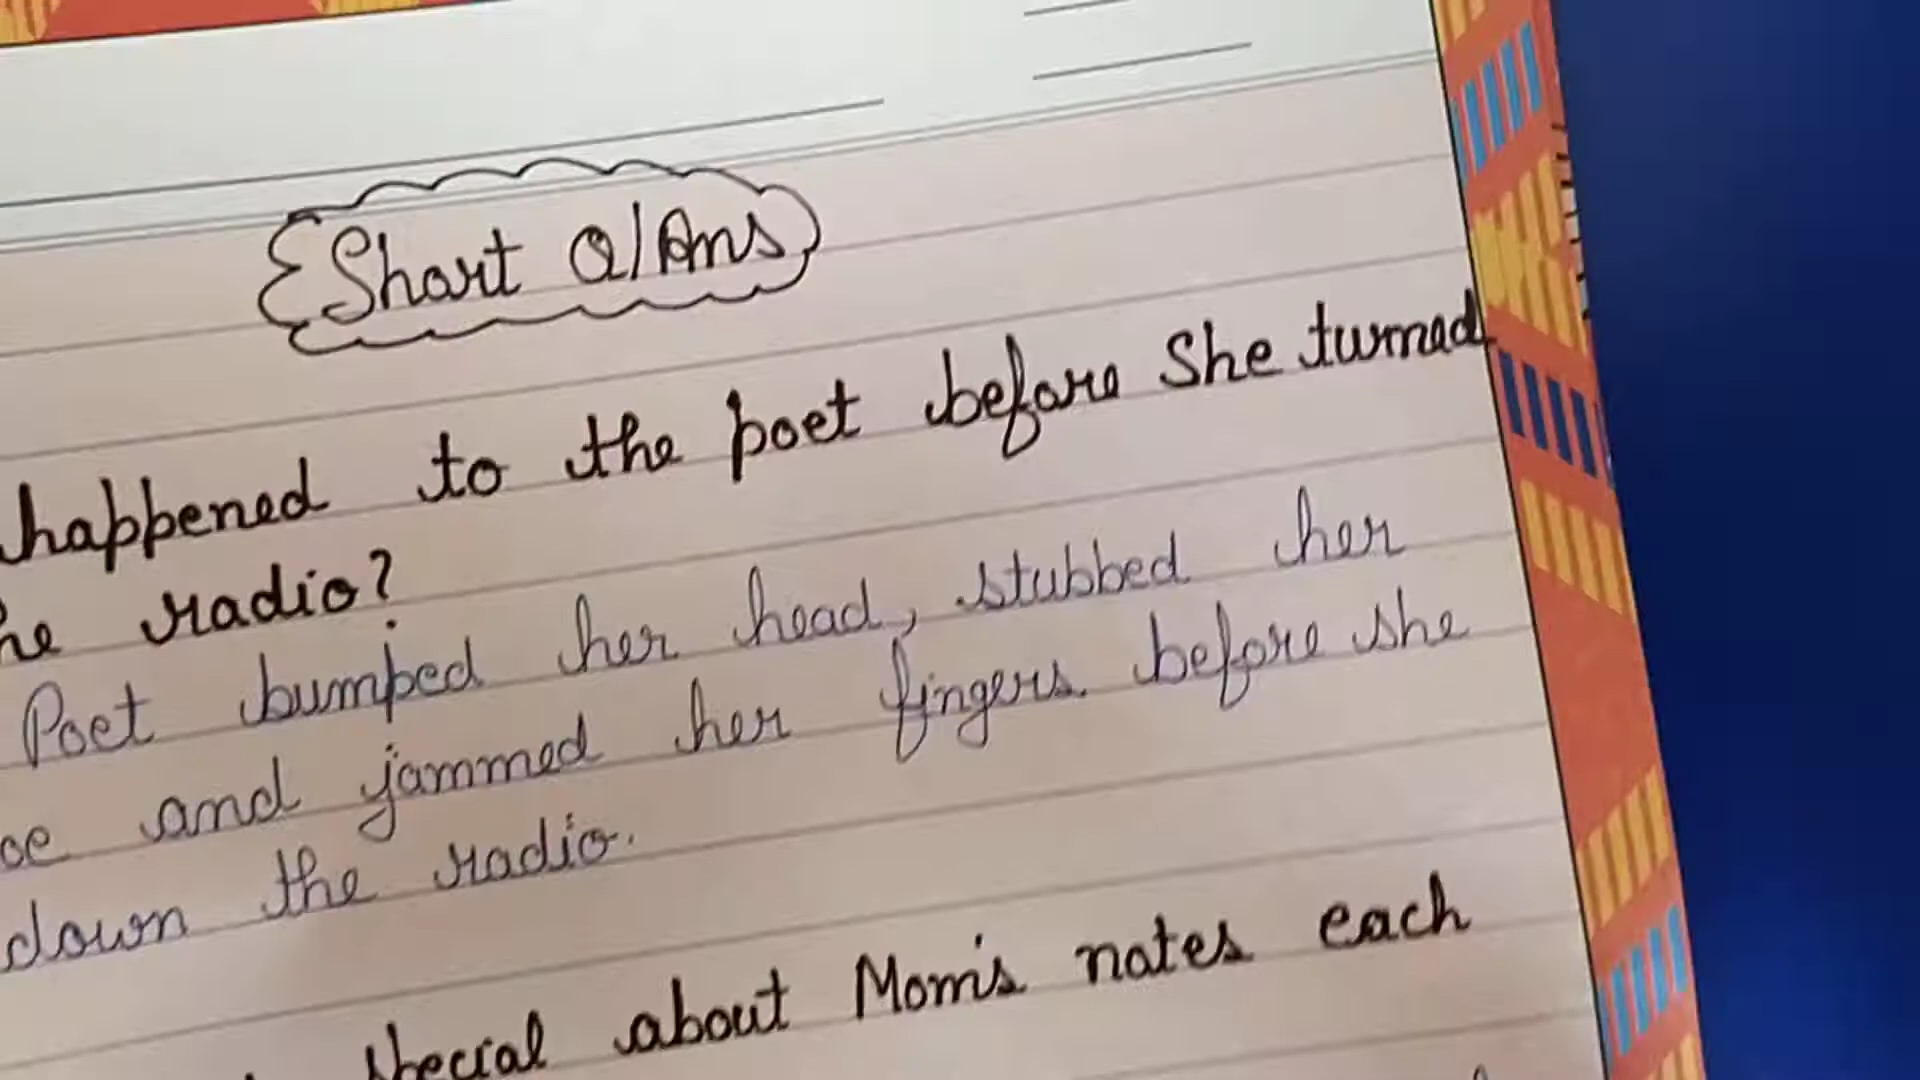 Short Q/Ans
happened to the poet before She turned
he radio?
Poet bumped her head, stubbed her
oe and jammed her fingers before she
down the radio.
special about Mom's notes each